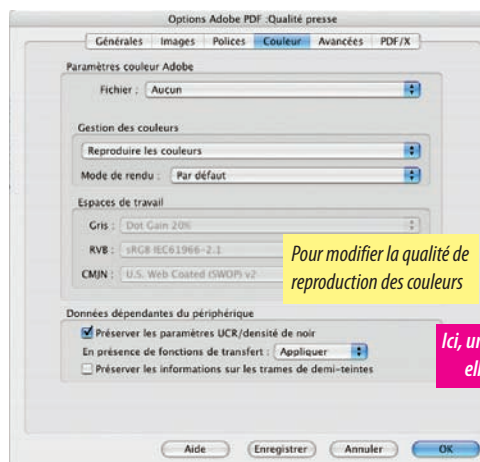 Options Adobe PDF :Qualité presse
Générales Images Polices Couleur Avancées PDF/X
Paramètres couleur Adobe
Fichier : Aucun
Gestion des couleurs
Reproduire les couleurs
Mode de rendu : Par défaut
Espaces de travail
Gris : Dot Gain 20%
RVB : sRGB IEC61966-2.1
CMJN : U.S. Web Coated (SWOP) v2
Pour modifier la qualité de
reproduction des couleurs
Données dépendantes du périphérique
Préserver les paramètres UCR/densité de noir
En présence de fonctions de transfert : Appliquer
Préserver les informations sur les trames de demi-teintes
Ici,
Aide Enregistrer Annuler OK